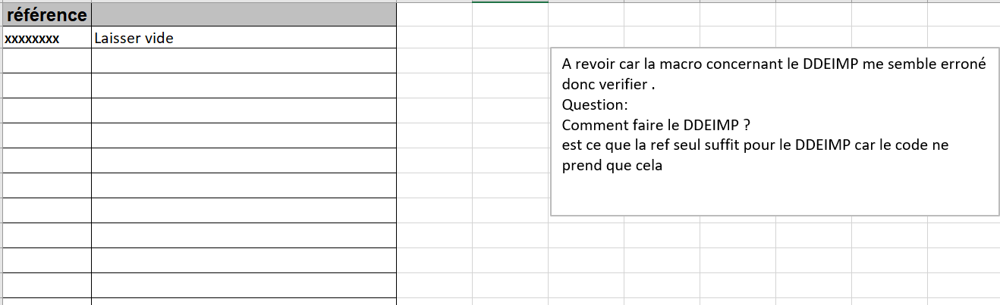 référence
xxxxxxxx Laisser vide
A revoir car la macro concernant le DDEIMP me semble erroné
donc verifier .
Question:
Comment faire le DDEIMP ?
est ce que la ref seul suffit pour le DDEIMP car le code ne
prend que cela